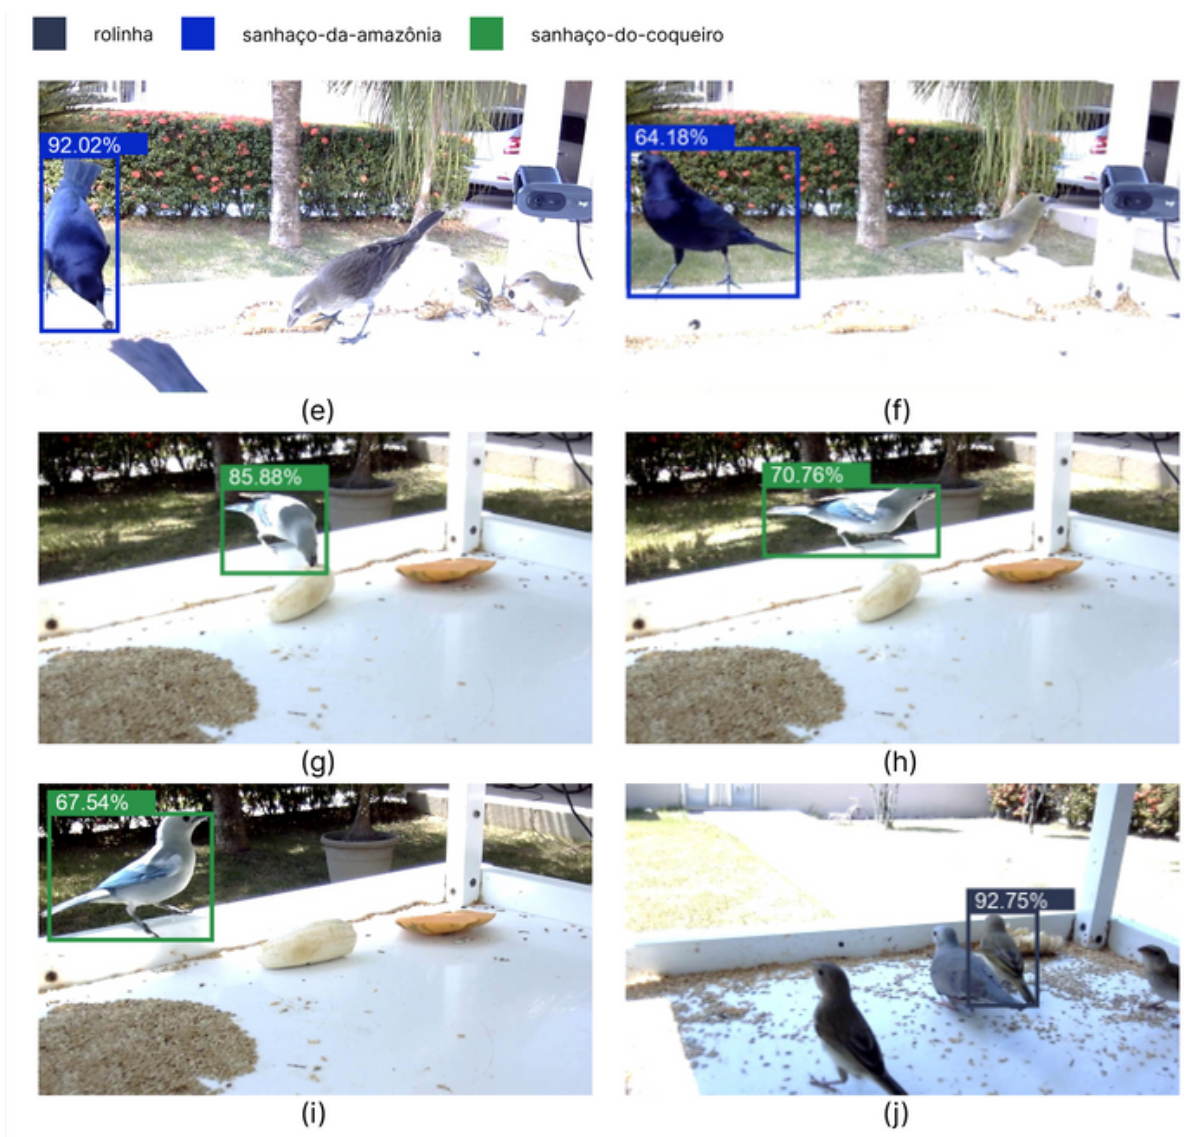 rolinha sanhaço-da-amazônia sanhaço-do-coqueiro
92.02% 64.18%
(e) (f)
85.88% 70.76%
(g) (h)
67.54% 92.75%
(i) (j)